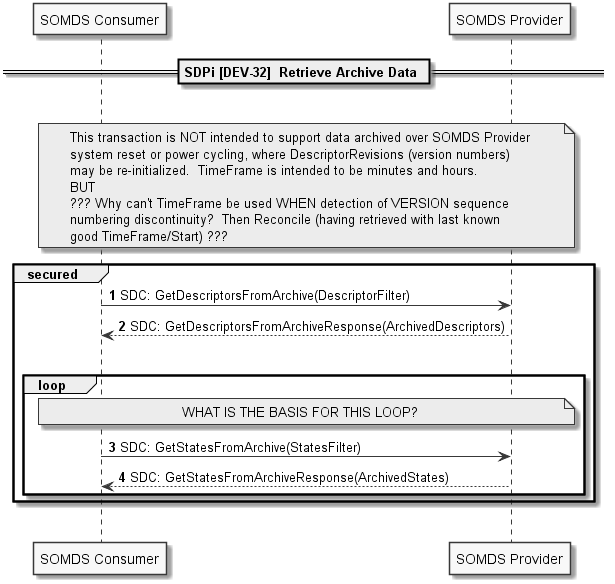 SOMDS Consumer
SOMDS Provider
SDPi [DEV-32]  Retrieve Archive Data
This transaction is NOT intended to support data archived over SOMDS Provider
system reset or power cycling, where DescriptorRevisions (version numbers)
may be re-initialized.  TimeFrame is intended to be minutes and hours.
BUT
??? Why can't TimeFrame be used WHEN detection of VERSION sequence
numbering discontinuity?  Then Reconcile (having retrieved with last known
good TimeFrame/Start) ???
secured
1 SDC: GetDescriptorsFromArchive(DescriptorFilter)
2 SDC: GetDescriptorsFromArchiveResponse(ArchivedDescriptors)
loop
WHAT IS THE BASIS FOR THIS LOOP?
3 SDC: GetStatesFromArchive(StatesFilter)
4 SDC: GetStatesFromArchiveResponse(ArchivedStates)
SOMDS Consumer
SOMDS Provider